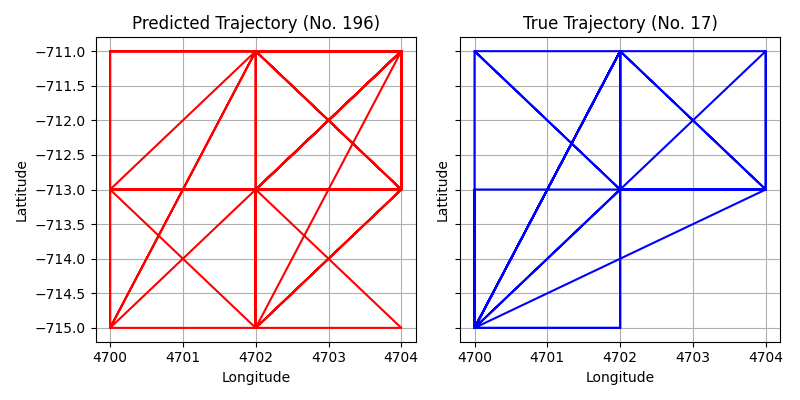 Predicted Trajectory (No. 196)
True Trajectory (No. 17)
Lattitude
−711.0
−711.5
−712.0
−712.5
−713.0
−713.5
−714.0
−714.5
−715.0
4700 4701 4702 4703 4704
Longitude
Lattitude
4700 4701 4702 4703 4704
Longitude